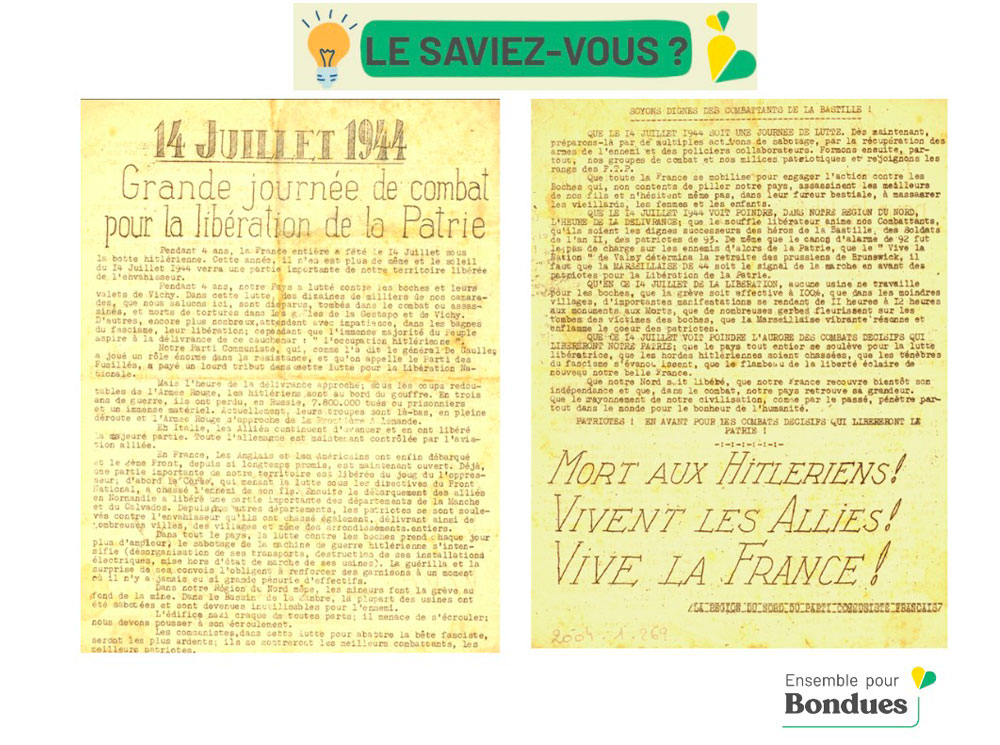 LE SAVIEZ-VOUS ?
14 JUILLET 1944
Grande journée de combat
pour la libération de la Patrie
Pendant 4 ans, la France entière a fêté le 14 Juillet sous
la botte hitlérienne. Cette année, il n'en est plus de même et le soleil
du 14 Juillet 1944 verra une partie importante de notre territoire libérée
de l'envahisseur.
Pendant 4 ans, notre Pays a lutté contre les boches et leurs
valets de Vichy. Dans cette lutte, des dizaines de milliers de nos camara-
des, que nous saluons ici, sont disparus, tombés dans le combat ou assas-
sinés, et morts de tortures dans les geôles de la Gestapo et de Vichy.
D'autres, encore plus nombreux, attendent avec impatience, dans les bagnes
du fascisme, leur libération; cependant que l'immense majorité du Peuple
aspire à la délivrance de ce cauchemar : " l'occupation hitlérienne ".
Notre Parti Communiste, qui, comme l'a dit le général De Gaulle,
a joué un rôle énorme dans la résistance, et qu'on appelle le Parti des
Fusillés, a payé un lourd tribut dans cette lutte pour la libération Na-
tionale.
Mais l'heure de la délivrance approche; sous les coups redou-
tables de l'Armée Rouge, les hitlériens sont au bord du gouffre. En trois
ans de guerre, ils ont perdu, en Russie, 7.800.000 tués ou prisonniers
et un immense matériel. Actuellement, leurs troupes sont là-bas, en pleine
déroute et l'Armée Rouge s'approche de la
En Italie, les Alliés continuent d'avancer et en ont libéré
la majeure partie. Toute l'allemagne est maintenant contrôlée par l'avia-
tion alliée.
En France, les Anglais et les Américains ont enfin débarqué
et le 2ème Front, depuis si longtemps promis, est maintenant ouvert. Déjà,
une partie importante de notre territoire est libérée du joug de l'oppres-
seur; d'abord la Corse, qui menant la lutte sous les directives du Front
National, a chassé l'ennemi de son île. Ensuite le débarquement des alliés
en Normandie a libéré une partie importante des départements de la Manche
et du Calvados. Depuis, autres départements, les patriotes se sont soule-
vés contre l'envahisseur qu'ils ont chassé également, délivrant ainsi de
nombreuses villes, des villages et même des arrondissements entiers.
Dans tout le pays, la lutte contre les boches prend chaque jour
plus d'ampleur; le sabotage de la machine de guerre hitlérienne s'inten-
sifie (désorganisation de ses transports, destruction de ses installations
électriques, mise hors d'état de marche de ses usines). La guérilla et la
surprise de ses convois l'obligent à renforcer des garnisons à un moment
où il n'y a jamais eu si grande pénurie d'effectifs.
Dans notre Région du Nord même, les mineurs font la grève au
fond de la mine. Dans le Bassin de la Sambre, la plupart des usines ont
été sabotées et sont devenues inutilisables pour l'ennemi.
L'édifice nazi craque de toutes parts; il menace de s'écrouler;
nous devons pousser à son écroulement.
Les communistes, dans cette lutte pour abattre la bête fasciste,
seront les plus ardents; ils se montreront les meilleurs combattants, les
meilleurs patriotes.
SOYONS DIGNES DES COMBATTANTS DE LA BASTILLE !
QUE LE 14 JUILLET 1944 SOIT UNE JOURNEE DE LUTTE. Dès maintenant,
préparons-là par de multiples actions de sabotage, par la récupération des
armes de l'ennemi et des policiers collaborateurs. Formons ensuite, par-
tout, nos groupes de combat et nos milices patriotiques et rejoignons les
rangs des F.T.P.
Que toute la France se mobilise pour engager l'action contre les
Boches qui, non contents de piller notre pays, assassinent les meilleurs
de nos fils et n'hésitent même pas, dans leur fureur bestiale, à massacrer
les vieillards, les femmes et les enfants.
QUE LE 14 JUILLET 1944 VOIT POINDRE, DANS NOTRE REGION DU NORD,
L'HEURE DE LA DELIVRANCE; que le souffle libérateur anime nos Combattants,
qu'ils soient les dignes successeurs des héros de la Bastille, des Soldats
de l'an II, des patriotes de 93. De même que le canon d'alarme de 92 fut
le pas de charge sur les ennemis d'alors de la Patrie, que le " Vive la
Nation " de Valmy détermina la retraite des prussiens de Brunswick, il
faut que la MARSEILLAISE DE 44 soit le signal de la marche en avant des
patriotes pour la Libération de la Patrie.
QU'EN CE 14 JUILLET DE LA LIBERATION, aucune usine ne travaille
pour les boches, que la grève soit effective à 100%, que dans les moindres
villages, d'importantes manifestations se rendent de 11 heures à 12 heures
aux monuments aux Morts, que de nombreuses gerbes fleurissent sur les
tombes des victimes des boches, que la Marseillaise vibrante résonne et
enflamme le coeur des patriotes.
QUE CE 14 JUILLET VOIT POINDRE L'AURORE DES COMBATS DECISIFS QUI
LIBERERONT NOTRE PATRIE; que le pays tout entier se soulève pour la lutte
libératrice, que les hordes hitlériennes soient chassées, que les ténèbres
du fascisme s'évanouissent, que le flambeau de la liberté éclaire de
nouveau notre belle France.
Que notre Nord soit libéré, que notre France recouvre bientôt son
indépendance et que, dans le combat, notre pays retrouve sa grandeur.
Que le rayonnement de notre civilisation, comme par le passé, pénètre par-
tout dans le monde pour le bonheur de l'humanité.
PATRIOTES ! EN AVANT POUR LES COMBATS DECISIFS QUI LIBERERONT LA
PATRIE !
-:-:-:-:-:-:-
MORT AUX HITLERIENS!
VIVENT LES ALLIES!
VIVE LA FRANCE!
/LA REGION DU NORD DU PARTI COMMUNISTE FRANCAIS/
2004-1-269
Ensemble pour
Bondues